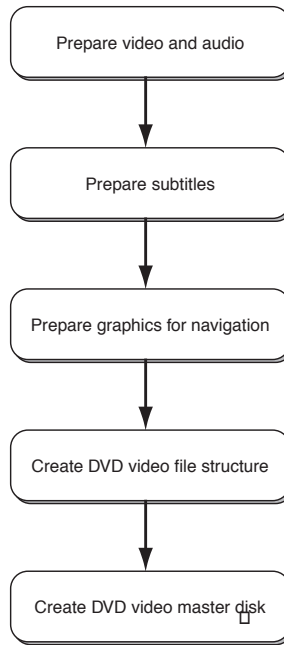 Prepare video and audio
Prepare subtitles
Prepare graphics for navigation
Create DVD video file structure
Create DVD video master disk